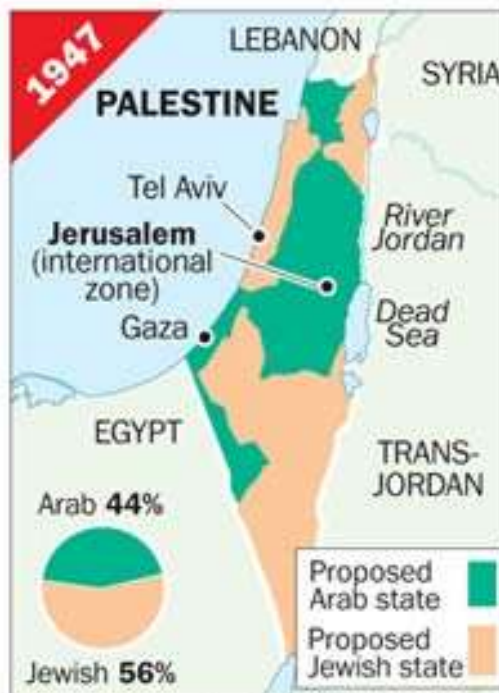 1947
LEBANON
SYRIA
PALESTINE
Tel Aviv
Jerusalem
(international
zone)
River
Jordan
Gaza
Dead
Sea
EGYPT
TRANS-
JORDAN
Arab 44%
Jewish 56%
Proposed
Arab state
Proposed
Jewish state